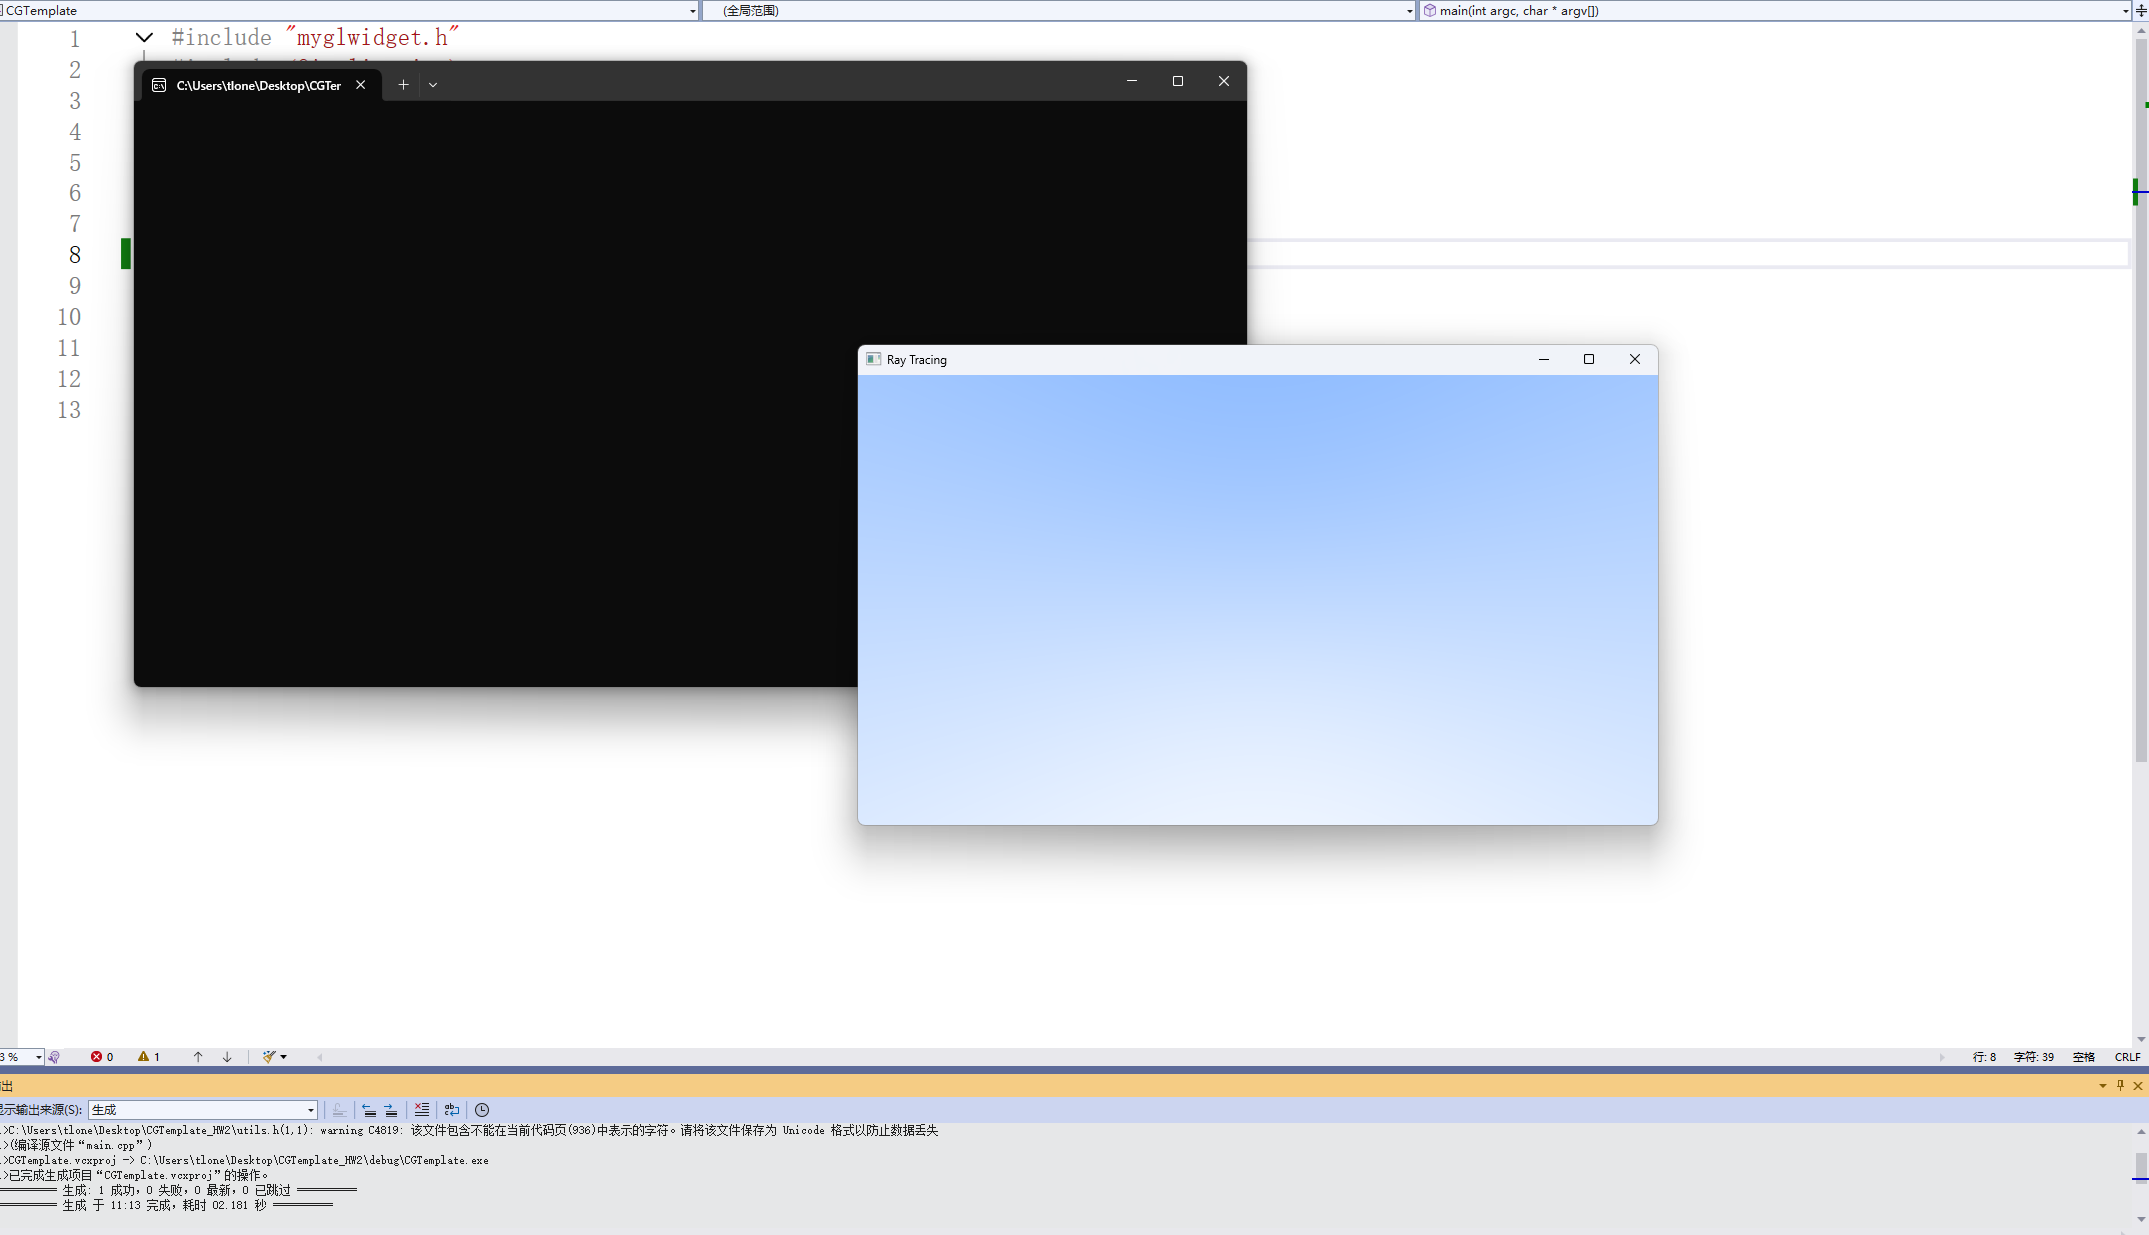 CGTemplate
(全局范围)
main(int argc, char * argv[])
1
#include "myglwidget.h"
2
3
4
5
6
7
8
9
10
11
12
13
C:\Users\tlone\Desktop\CGTer
Ray Tracing
3 %
0
1
行: 8
字符: 39
空格
CRLF
出
显示输出来源(S):
生成
>C:\Users\tlone\Desktop\CGTemplate_HW2\utils.h(1,1): warning C4819: 该文件包含不能在当前代码页(936)中表示的字符。请将该文件保存为 Unicode 格式以防止数据丢失
>(编译源文件“main.cpp”)
>CGTemplate.vcxproj -> C:\Users\tlone\Desktop\CGTemplate_HW2\debug\CGTemplate.exe
>已完成生成项目“CGTemplate.vcxproj”的操作。
========== 生成: 1 成功，0 失败，0 最新，0 已跳过 ==========
========== 生成 于 11:13 完成，耗时 02.181 秒 ==========